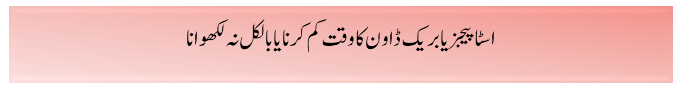 اسٹاپیجز یا بریک ڈاون کا وقت کم کرنا یا بالکل نہ لکھوانا